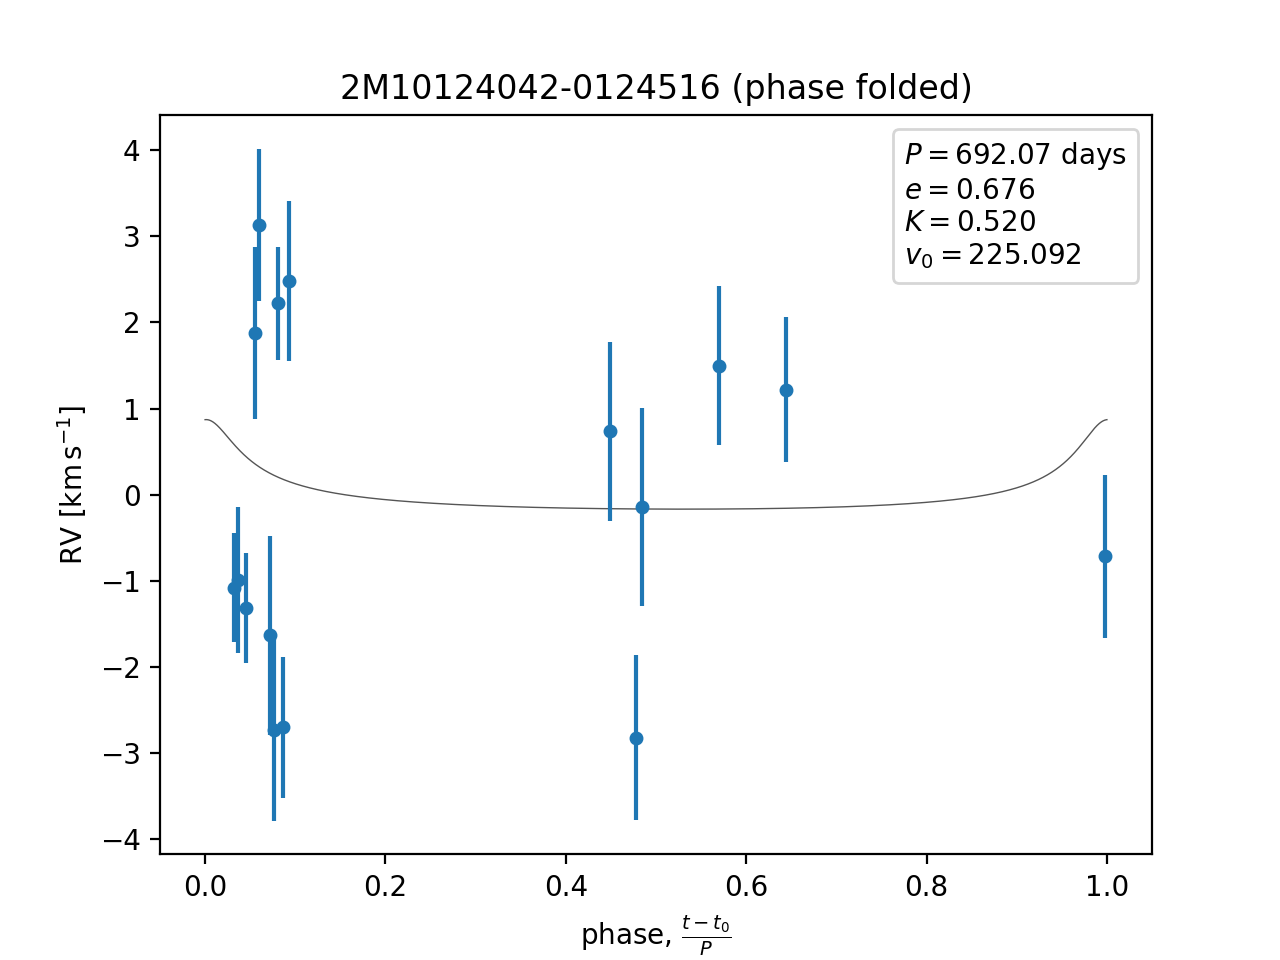 2M10124042-0124516 (phase folded)
P = 692.07 days
e = 0.676
K = 0.520
v₀ = 225.092
RV [km s⁻¹]
4
3
2
1
0
−1
−2
−3
−4
0.0 0.2 0.4 0.6 0.8 1.0
phase, (t − t₀)/P